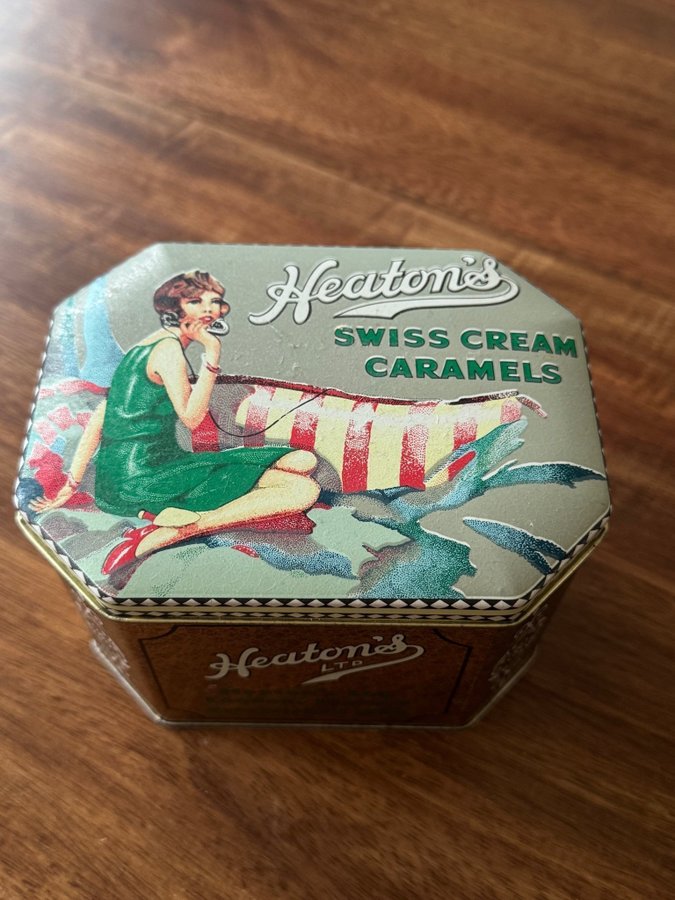 Heaton's
SWISS CREAM
CARAMELS
Heaton's
LTD